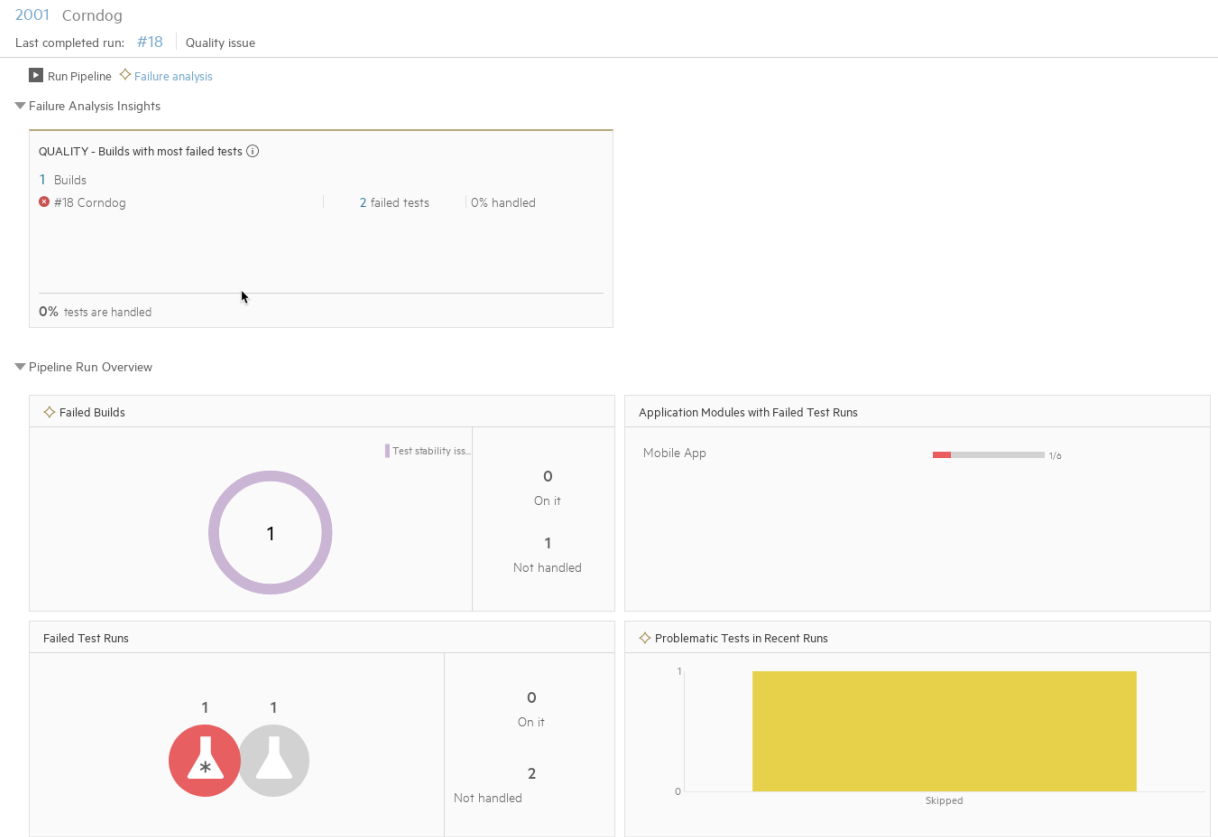 2001 Corndog
Last completed run: #18 Quality issue
Run Pipeline Failure analysis
Failure Analysis Insights
QUALITY - Builds with most failed tests
1 Builds
#18 Corndog 2 failed tests 0% handled
0% tests are handled
Pipeline Run Overview
Failed Builds
Test stability iss...
1
0
On it
1
Not handled
Application Modules with Failed Test Runs
Mobile App 1/6
Failed Test Runs
1 1
0
On it
2
Not handled
Problematic Tests in Recent Runs
1
0
Skipped